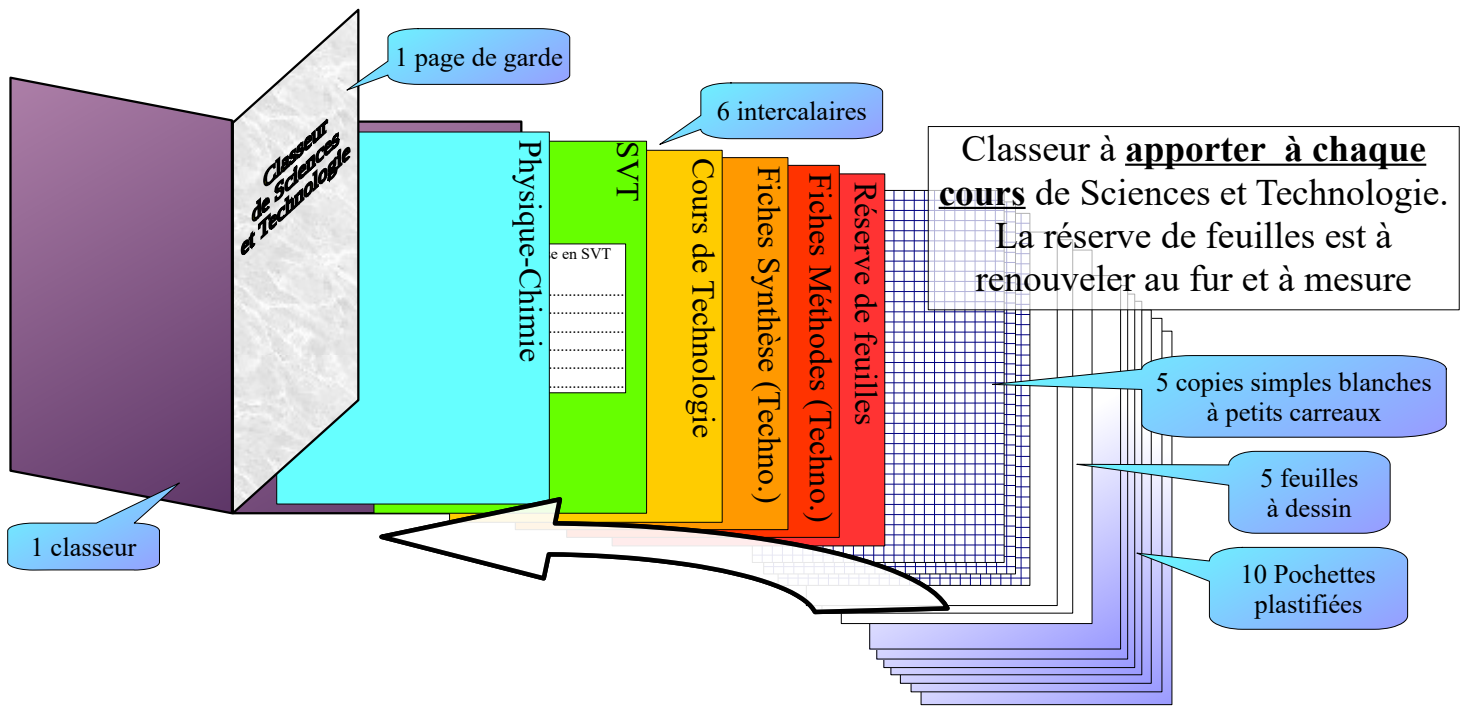 1 page de garde
6 intercalaires
Classeur
de Sciences
et Technologie
Classeur à apporter à chaque
cours de Sciences et Technologie.
La réserve de feuilles est à
renouveler au fur et à mesure
Physique-Chimie
SVT
en SVT
Cours de Technologie
Fiches Synthèse (Techno.)
Fiches Méthodes (Techno.)
Réserve de feuilles
5 copies simples blanches
à petits carreaux
5 feuilles
à dessin
10 Pochettes
plastifiées
1 classeur